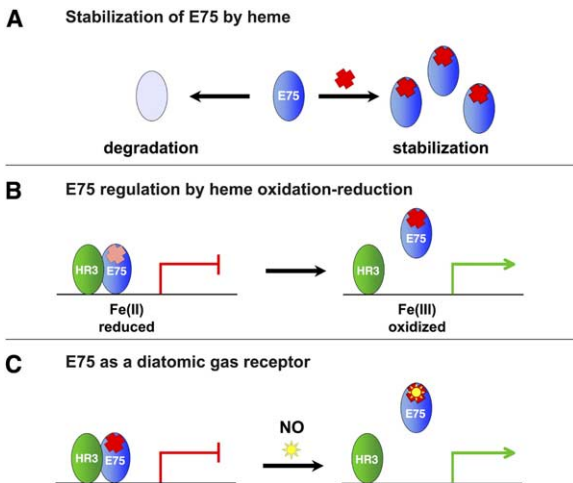 A Stabilization of E75 by heme
E75
degradation stabilization
B E75 regulation by heme oxidation-reduction
E75
HR3 E75 HR3
Fe(II) Fe(III)
reduced oxidized
C E75 as a diatomic gas receptor
E75
NO
HR3 E75 HR3